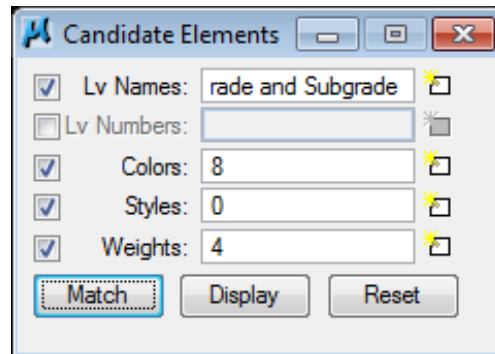 Candidate Elements
Lv Names: rade and Subgrade
Lv Numbers:
Colors: 8
Styles: 0
Weights: 4
Match Display Reset